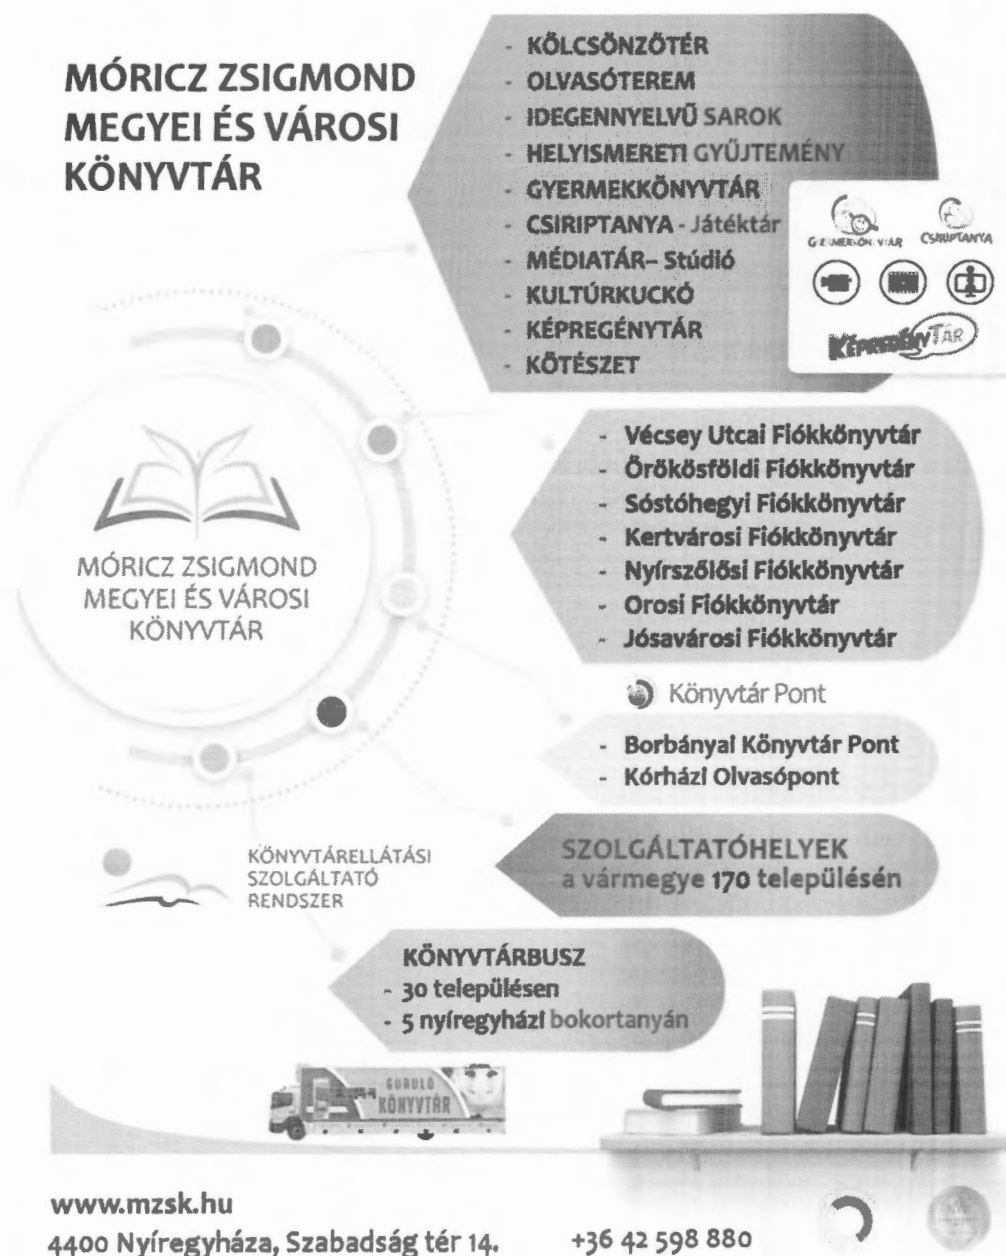 MÓRICZ ZSIGMOND
MEGYEI ÉS VÁROSI
KÖNYVTÁR
- KÖLCSÖNZŐTÉR
- OLVASÓTEREM
- IDEGENNYELVŰ SAROK
- HELYISMERETI GYŰJTEMÉNY
- GYERMEKKÖNYVTÁR
- CSIRIPTANYA - Játéktár
- MÉDIATÁR– Stúdió
- KULTÚRKUCKÓ
- KÉPREGÉNYTÁR
- KÖTÉSZET
GYERMEKKÖNYVTÁR
CSIRIPTANYA
KÉPREGÉNYTÁR
MÓRICZ ZSIGMOND
MEGYEI ÉS VÁROSI
KÖNYVTÁR
- Vécsey Utcai Fiókkönyvtár
- Örökösföldi Fiókkönyvtár
- Sóstóhegyi Fiókkönyvtár
- Kertvárosi Fiókkönyvtár
- Nyírszőlősi Fiókkönyvtár
- Orosi Fiókkönyvtár
- Jósavárosi Fiókkönyvtár
Könyvtár Pont
- Borbányai Könyvtár Pont
- Kórházi Olvasópont
KÖNYVTÁRELLÁTÁSI
SZOLGÁLTATÓ
RENDSZER
SZOLGÁLTATÓHELYEK
a vármegye 170 településén
KÖNYVTÁRBUSZ
- 30 településen
- 5 nyíregyházi bokortanyán
GURULÓ
KÖNYVTÁR
www.mzsk.hu
4400 Nyíregyháza, Szabadság tér 14.
+36 42 598 880